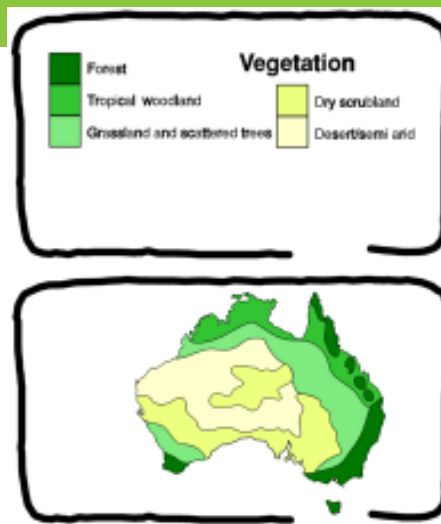 Vegetation
Forest
Tropical woodland
Grassland and scattered trees
Dry scrubland
Desert/semi arid